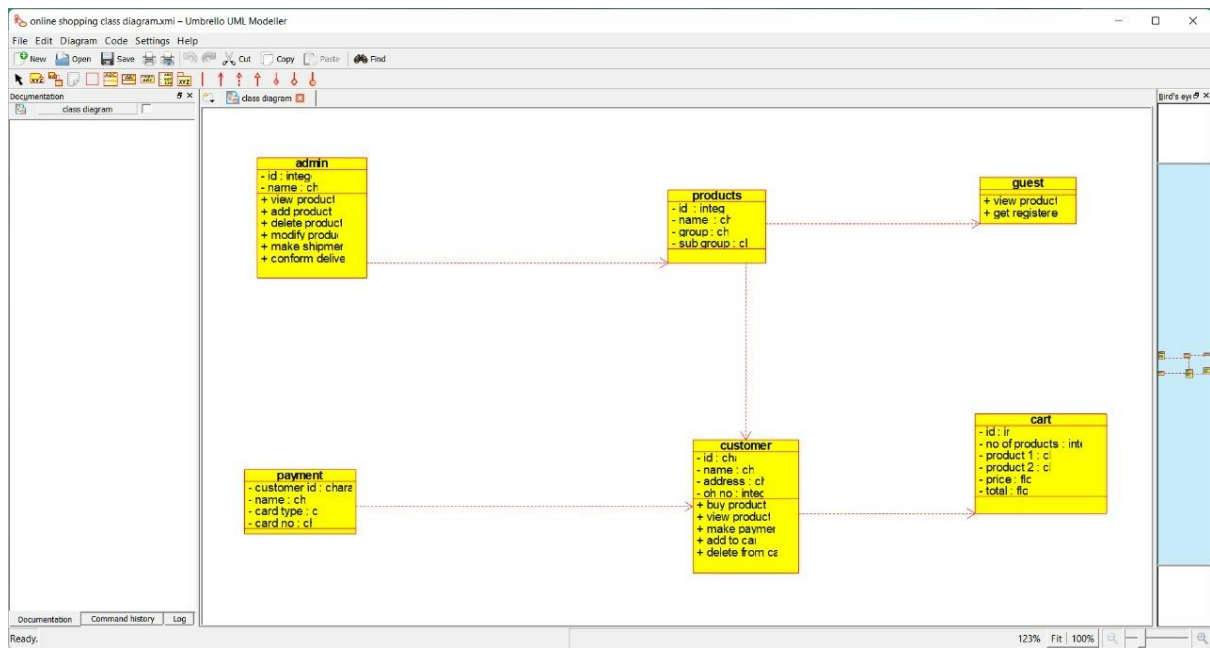 online shopping class diagram.xmi – Umbrello UML Modeller
File Edit Diagram Code Settings Help
New Open Save Cut Copy Paste Find
Documentation
class diagram
class diagram
Bird's eye
admin
- id : integ
- name : ch
+ view product
+ add product
+ delete product
+ modify produ
+ make shipmer
+ conform delive
products
- id : integ
- name : ch
- group : ch
- sub group : cl
guest
+ view product
+ get registere
payment
- customer id : chara
- name : ch
- card type : c
- card no : cl
customer
- id : cha
- name : ch
- address : ch
- oh no : integ
+ buy product
+ view product
+ make paymer
+ add to car
+ delete from ca
cart
- id : ir
- no of products : inte
- product 1 : cl
- product 2 : cl
- price : flo
- total : flo
Documentation Command history Log
Ready.
123% Fit 100%